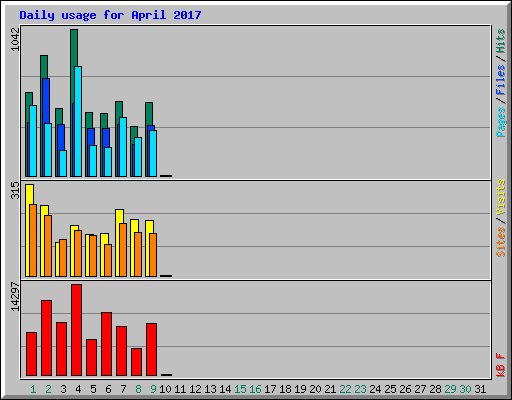 Daily usage for April 2017
1042
Pages / Files / Hits
315
Sites / Visits
14297
kB F
1 2 3 4 5 6 7 8 9 10 11 12 13 14 15 16 17 18 19 20 21 22 23 24 25 26 27 28 29 30 31